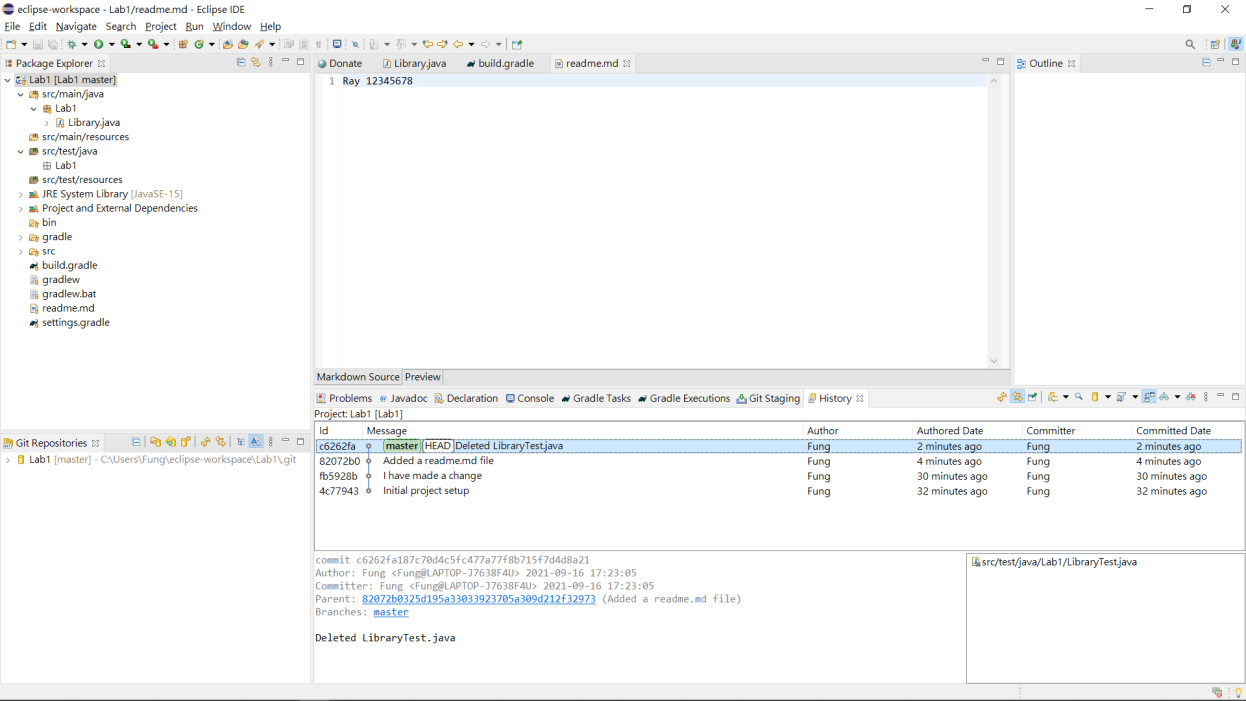 eclipse-workspace - Lab1/readme.md - Eclipse IDE
File Edit Navigate Search Project Run Window Help
Package Explorer
Lab1 [Lab1 master]
src/main/java
Lab1
Library.java
src/main/resources
src/test/java
Lab1
src/test/resources
JRE System Library [JavaSE-15]
Project and External Dependencies
bin
gradle
src
build.gradle
gradlew
gradlew.bat
readme.md
settings.gradle
Git Repositories
Lab1 [master] - C:\Users\Fung\eclipse-workspace\Lab1\.git
Donate Library.java build.gradle readme.md
1 Ray 12345678
Markdown Source Preview
Outline
Problems Javadoc Declaration Console Gradle Tasks Gradle Executions Git Staging History
Project: Lab1 [Lab1]
Id Message Author Authored Date Committer Committed Date
c6262fa master HEAD Deleted LibraryTest.java Fung 2 minutes ago Fung 2 minutes ago
82072b0 Added a readme.md file Fung 4 minutes ago Fung 4 minutes ago
fb5928b I have made a change Fung 30 minutes ago Fung 30 minutes ago
4c77943 Initial project setup Fung 32 minutes ago Fung 32 minutes ago
commit c6262fa187c70d4c5fc477a77f8b715f7d4d8a21
Author: Fung <Fung@LAPTOP-J7638F4U> 2021-09-16 17:23:05
Committer: Fung <Fung@LAPTOP-J7638F4U> 2021-09-16 17:23:05
Parent: 82072b0325d195a33033923705a309d212f32973 (Added a readme.md file)
Branches: master
Deleted LibraryTest.java
src/test/java/Lab1/LibraryTest.java